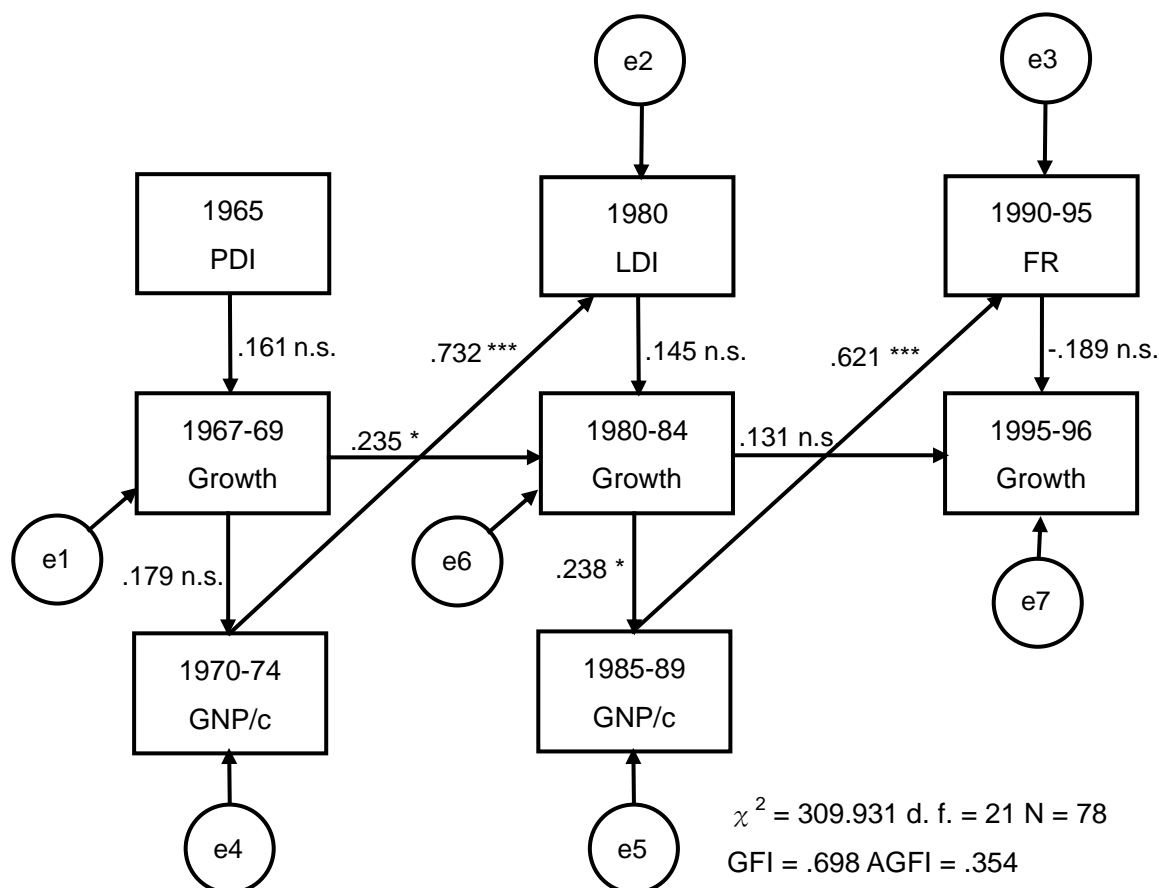 e2
e3
1965
PDI
1980
LDI
1990-95
FR
.161 n.s.
.732 ***
.145 n.s.
.621 ***
-.189 n.s.
1967-69
Growth
.235 *
1980-84
Growth
.131 n.s
1995-96
Growth
e1
.179 n.s.
e6
.238 *
e7
1970-74
GNP/c
1985-89
GNP/c
e4
e5
χ² = 309.931 d. f. = 21 N = 78
GFI = .698 AGFI = .354